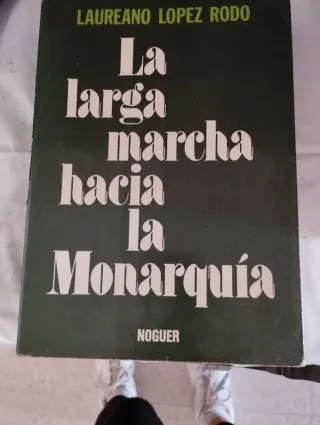 LAUREANO LOPEZ RODO
La
larga
marcha
hacia
la
Monarquía
NOGUER